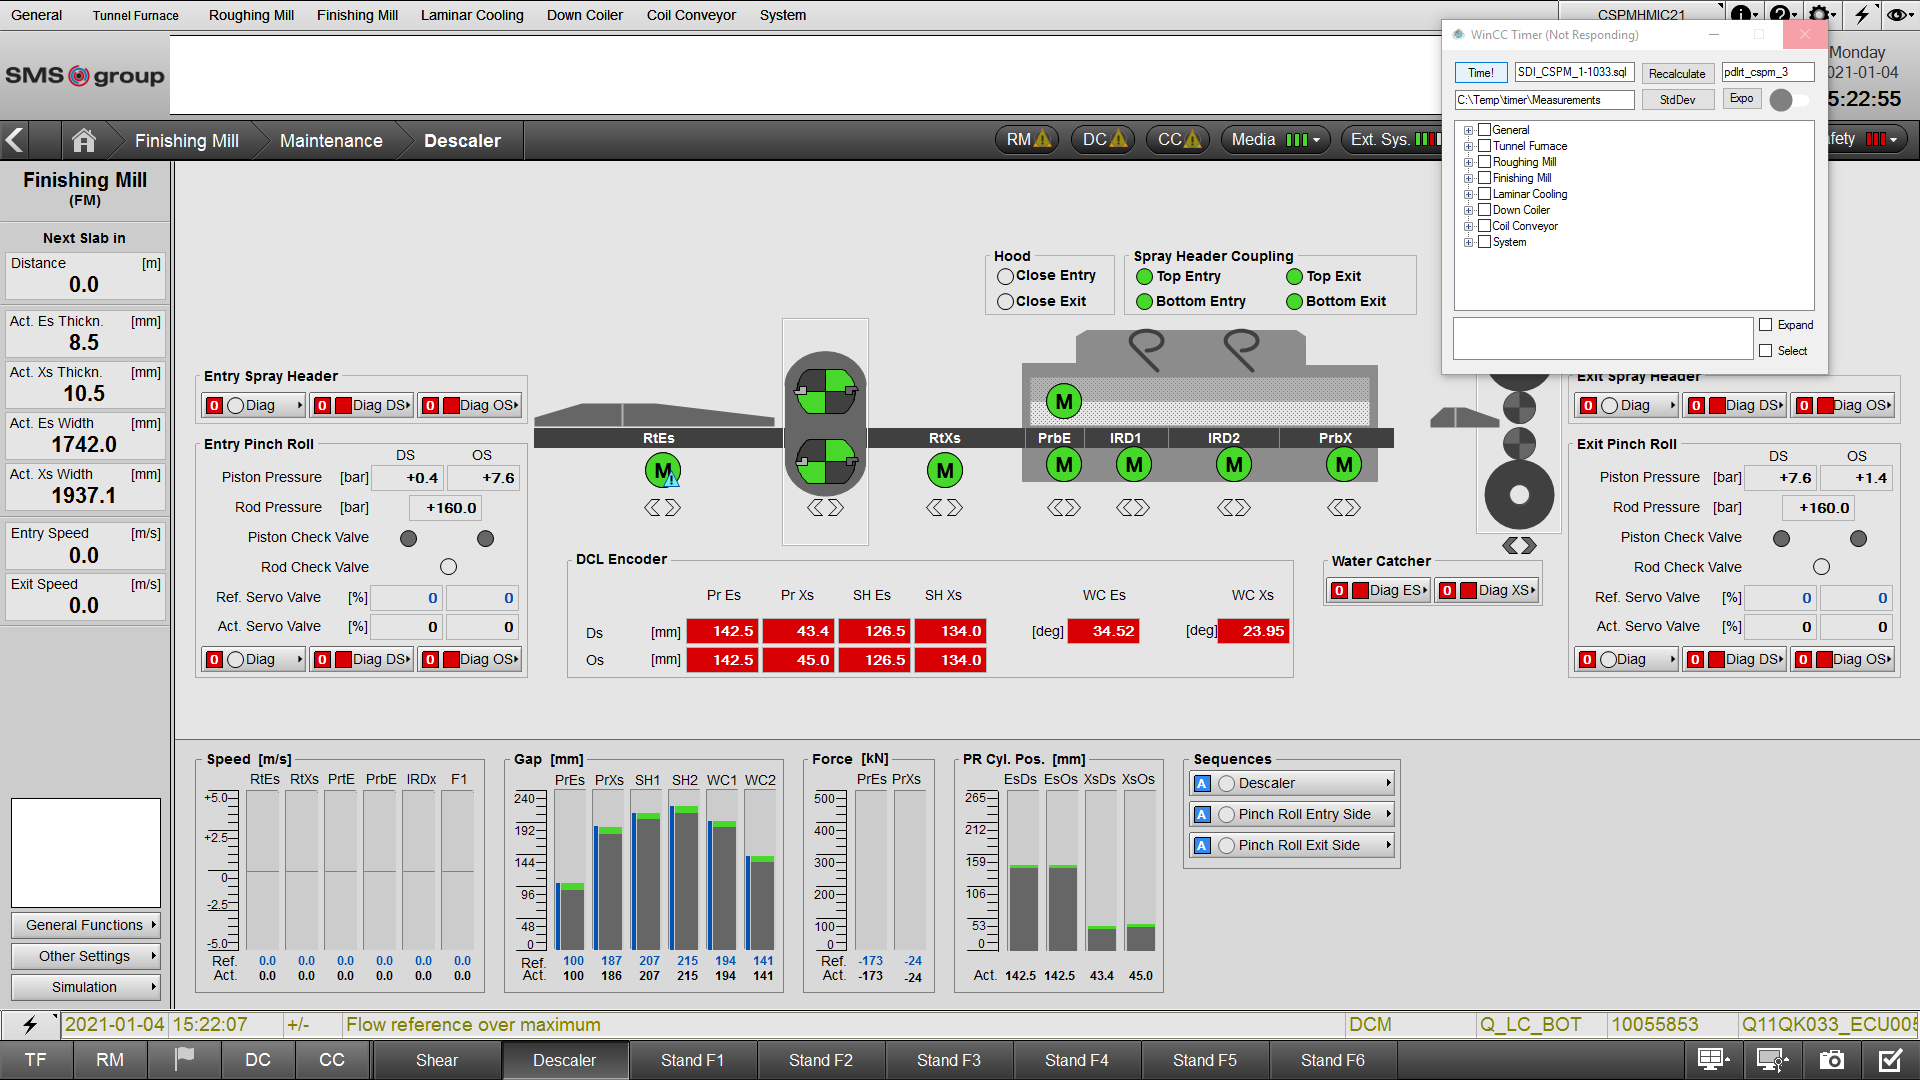 General Tunnel Furnace Roughing Mill Finishing Mill Laminar Cooling Down Coiler Coil Conveyor System CSPMHMIC21
SMS group
Monday
021-01-04
5:22:55
WinCC Timer (Not Responding)
Time! SDI_CSPM_1-1033.sql Recalculate pdlrt_cspm_3
C:\Temp\timer\Measurements StdDev Expo
General
Tunnel Furnace
Roughing Mill
Finishing Mill
Laminar Cooling
Down Coiler
Coil Conveyor
System
Expand
Select
Finishing Mill Maintenance Descaler RM DC CC Media Ext. Sys. afety
Finishing Mill
(FM)
Next Slab in
Distance [m]
0.0
Act. Es Thickn. [mm]
8.5
Act. Xs Thickn. [mm]
10.5
Act. Es Width [mm]
1742.0
Act. Xs Width [mm]
1937.1
Entry Speed [m/s]
0.0
Exit Speed [m/s]
0.0
General Functions
Other Settings
Simulation
Hood
Close Entry
Close Exit
Spray Header Coupling
Top Entry Top Exit
Bottom Entry Bottom Exit
Entry Spray Header
0 Diag 0 Diag DS 0 Diag OS
Entry Pinch Roll
DS OS
Piston Pressure [bar] +0.4 +7.6
Rod Pressure [bar] +160.0
Piston Check Valve
Rod Check Valve
Ref. Servo Valve [%] 0 0
Act. Servo Valve [%] 0 0
0 Diag 0 Diag DS 0 Diag OS
M
RtEs RtXs PrbE IRD1 IRD2 PrbX
M M M M M M
Exit Spray Header
0 Diag 0 Diag DS 0 Diag OS
Exit Pinch Roll
DS OS
Piston Pressure [bar] +7.6 +1.4
Rod Pressure [bar] +160.0
Piston Check Valve
Rod Check Valve
Ref. Servo Valve [%] 0 0
Act. Servo Valve [%] 0 0
0 Diag 0 Diag DS 0 Diag OS
DCL Encoder
Pr Es Pr Xs SH Es SH Xs WC Es WC Xs
Ds [mm] 142.5 43.4 126.5 134.0 [deg] 34.52 [deg] 23.95
Os [mm] 142.5 45.0 126.5 134.0
Water Catcher
0 Diag ES 0 Diag XS
Speed [m/s]
RtEs RtXs PrtE PrbE IRDx F1
+5.0
+2.5
0
-2.5
-5.0
Ref. 0.0 0.0 0.0 0.0 0.0 0.0
Act. 0.0 0.0 0.0 0.0 0.0 0.0
Gap [mm]
PrEs PrXs SH1 SH2 WC1 WC2
240
192
144
96
48
0
Ref. 100 187 207 215 194 141
Act. 100 186 207 215 194 141
Force [kN]
PrEs PrXs
500
400
300
200
100
0
Ref. -173 -24
Act. -173 -24
PR Cyl. Pos. [mm]
EsDs EsOs XsDs XsOs
265
212
159
106
53
0
Act. 142.5 142.5 43.4 45.0
Sequences
A Descaler
A Pinch Roll Entry Side
A Pinch Roll Exit Side
2021-01-04 15:22:07 +/- Flow reference over maximum DCM Q_LC_BOT 10055853 Q11QK033_ECU005
TF RM DC CC Shear Descaler Stand F1 Stand F2 Stand F3 Stand F4 Stand F5 Stand F6